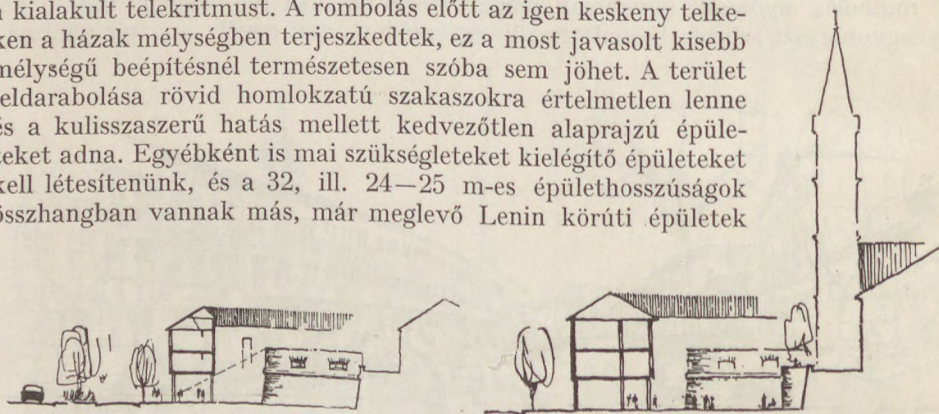 kialakult telekritmust. A rombolás előtt az igen keskeny telke-
ken a házak mélységben terjeszkedtek, ez a most javasolt kisebb
mélységű beépítésnél természetesen szóba sem jöhet. A terület
eldarabolása rövid homlokzatú szakaszokra értelmetlen lenne
és a kulisszaszerű hatás mellett kedvezőtlen alaprajzú épüle-
teket adna. Egyébként is mai szükségleteket kielégítő épületeket
kell létesítenünk, és a 32, ill. 24—25 m-es épülethosszúságok
összhangban vannak más, már meglevő Lenin körúti épületek